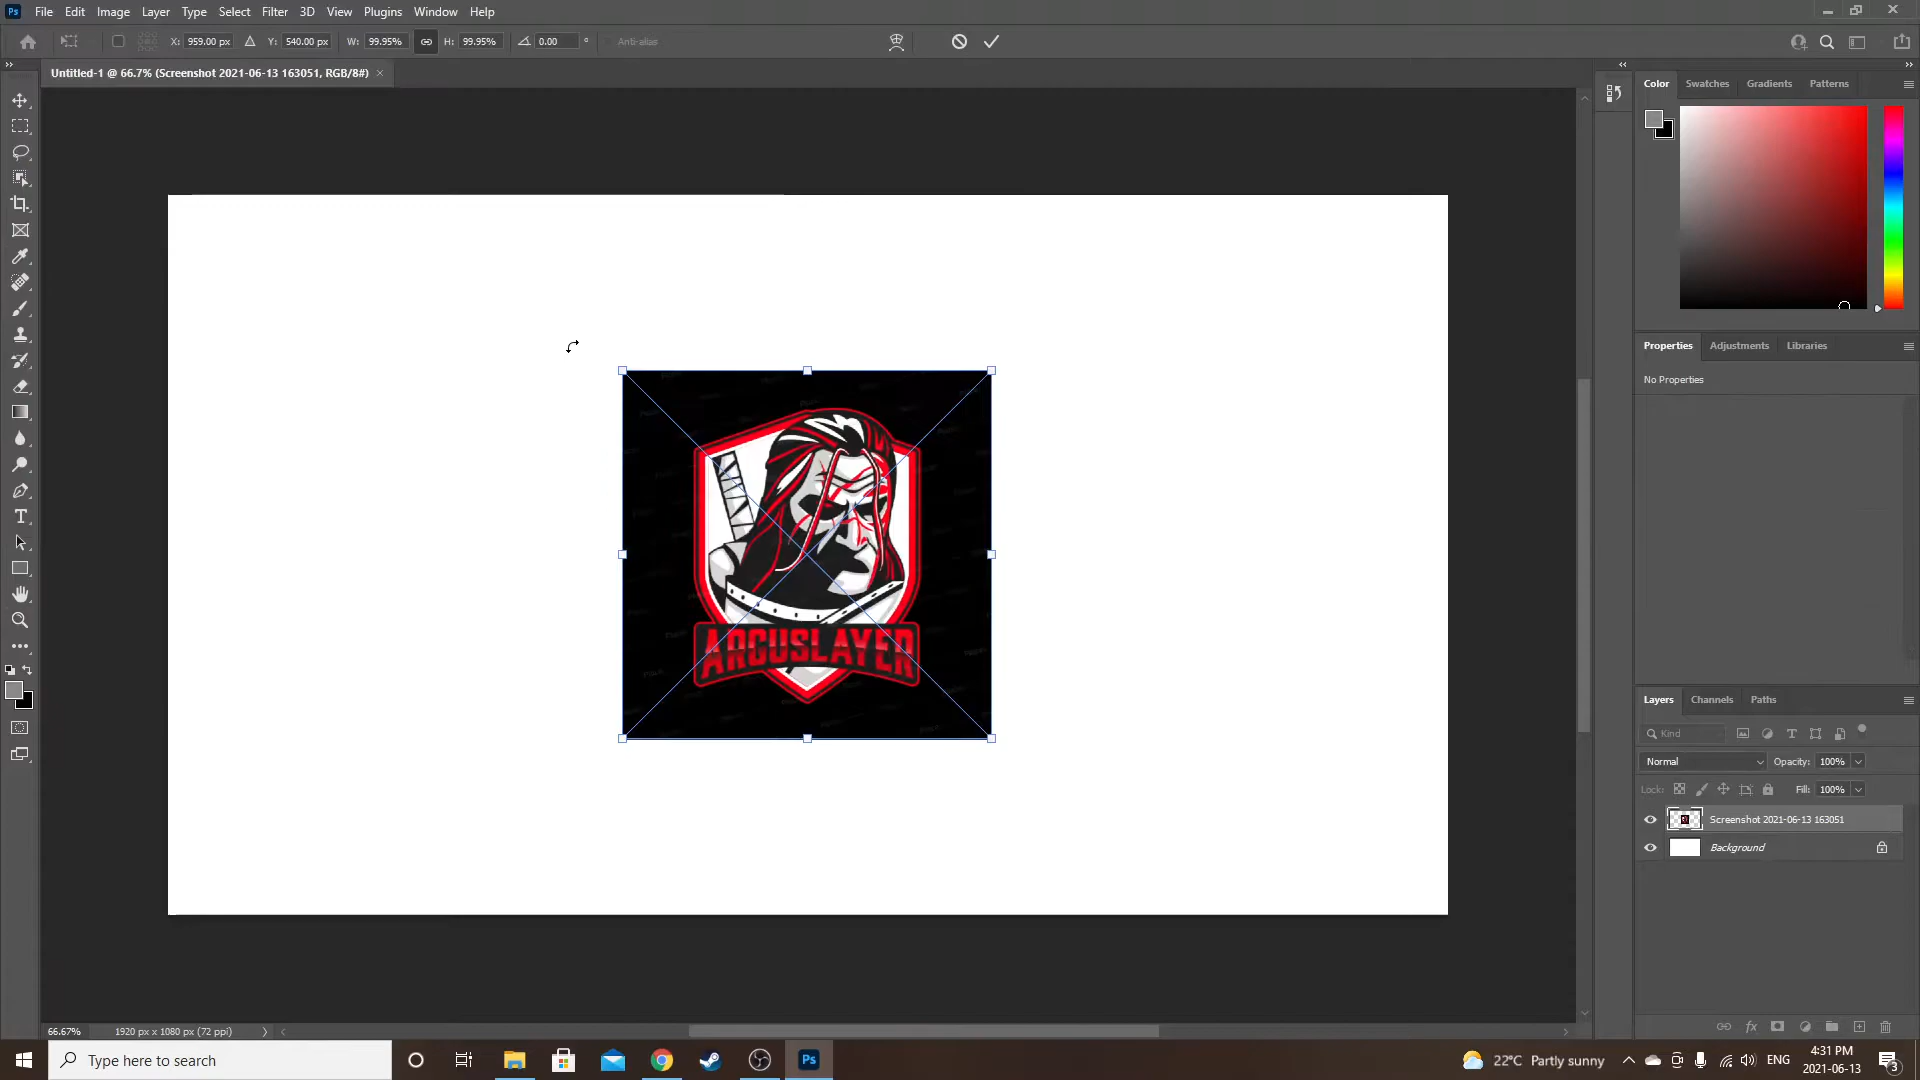 Ps File Edit Image Layer Type Select Filter 3D View Plugins Window Help
X: 959.00 px Y: 540.00 px W: 99.95% H: 99.95% 0.00 ° Anti-alias
Untitled-1 @ 66.7% (Screenshot 2021-06-13 163051, RGB/8#) ×
Color Swatches Gradients Patterns
Properties Adjustments Libraries
No Properties
ARGUSLAYER
Layers Channels Paths
Kind
Normal Opacity: 100%
Lock: Fill: 100%
Screenshot 2021-06-13 163051
Background
66.67% 1920 px x 1080 px (72 ppi)
Type here to search
Ps
22°C Partly sunny
ENG
4:31 PM
2021-06-13
3